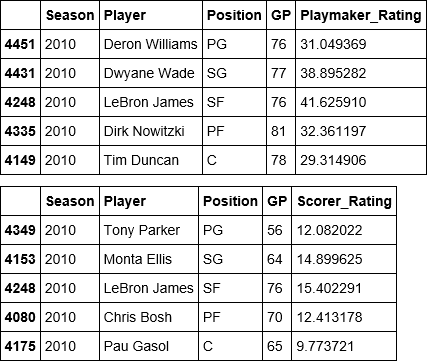 Season Player Position GP Playmaker_Rating
4451 2010 Deron Williams PG 76 31.049369
4431 2010 Dwyane Wade SG 77 38.895282
4248 2010 LeBron James SF 76 41.625910
4335 2010 Dirk Nowitzki PF 81 32.361197
4149 2010 Tim Duncan C 78 29.314906
Season Player Position GP Scorer_Rating
4349 2010 Tony Parker PG 56 12.082022
4153 2010 Monta Ellis SG 64 14.899625
4248 2010 LeBron James SF 76 15.402291
4080 2010 Chris Bosh PF 70 12.413178
4175 2010 Pau Gasol C 65 9.773721